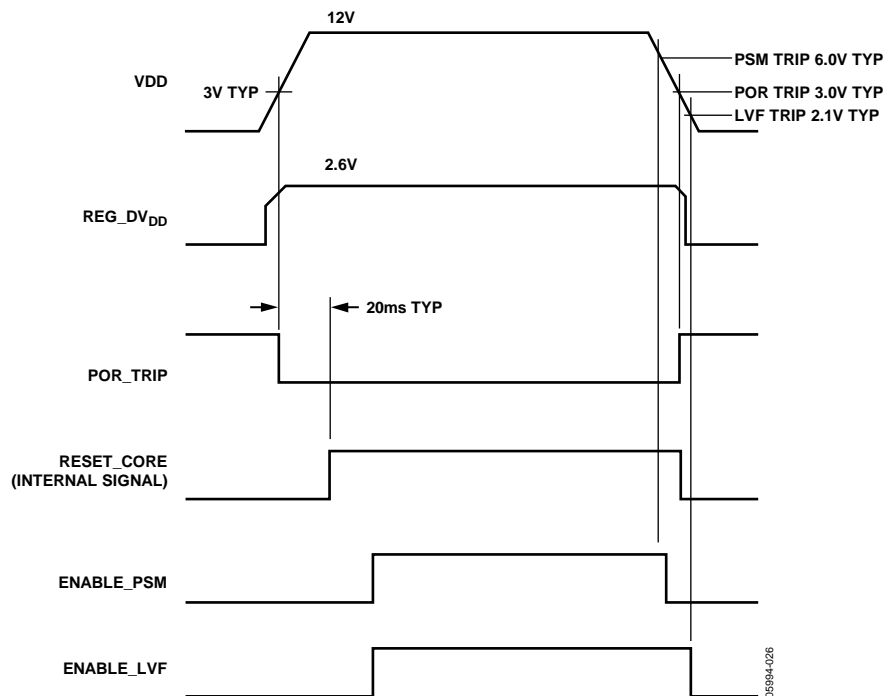 12V
VDD
PSM TRIP 6.0V TYP
3V TYP
POR TRIP 3.0V TYP
LVF TRIP 2.1V TYP
2.6V
REG_DVDD
20ms TYP
POR_TRIP
RESET_CORE
(INTERNAL SIGNAL)
ENABLE_PSM
ENABLE_LVF
05994-026